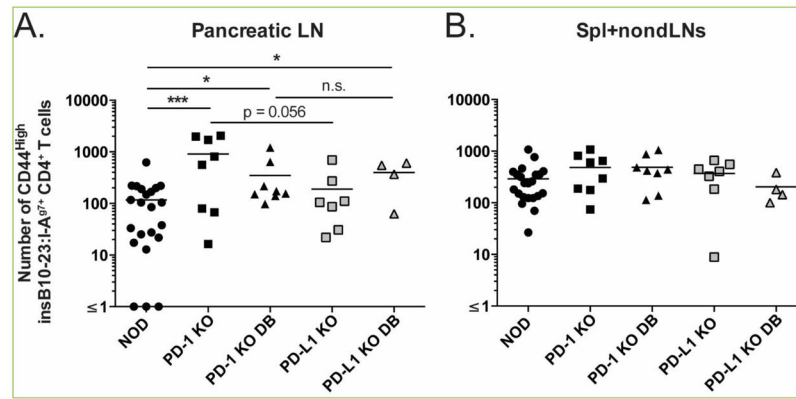 A.
Pancreatic LN
*
*
n.s.
***
p = 0.056
Number of CD44High
insB10-23:I-Ag7+ CD4+ T cells
10000
1000
100
10
≤1
NOD
PD-1 KO
PD-1 KO DB
PD-L1 KO
PD-L1 KO DB
B.
Spl+nondLNs
10000
1000
100
10
≤1
NOD
PD-1 KO
PD-1 KO DB
PD-L1 KO
PD-L1 KO DB